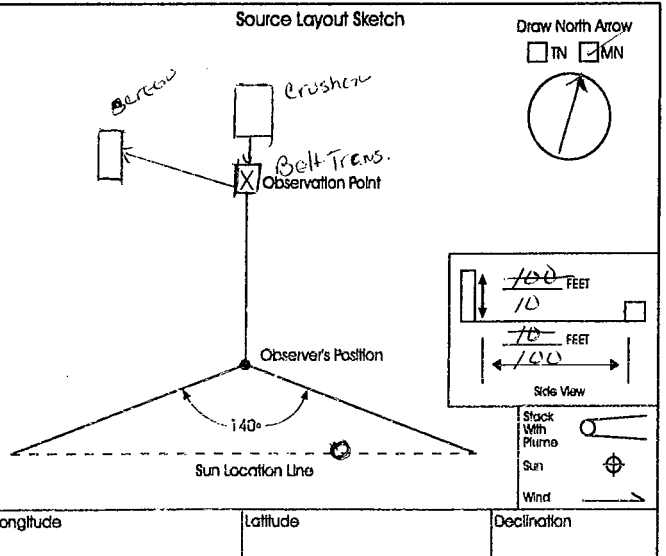 Source Layout Sketch
Draw North Arrow
TN MN
Screen
Crusher
Belt Trans.
X Observation Point
100 FEET
10
10 FEET
100
Side View
Observer's Position
140°
Sun Location Line
Stack
With
Plume
Sun
Wind
ongitude
Latitude
Declination